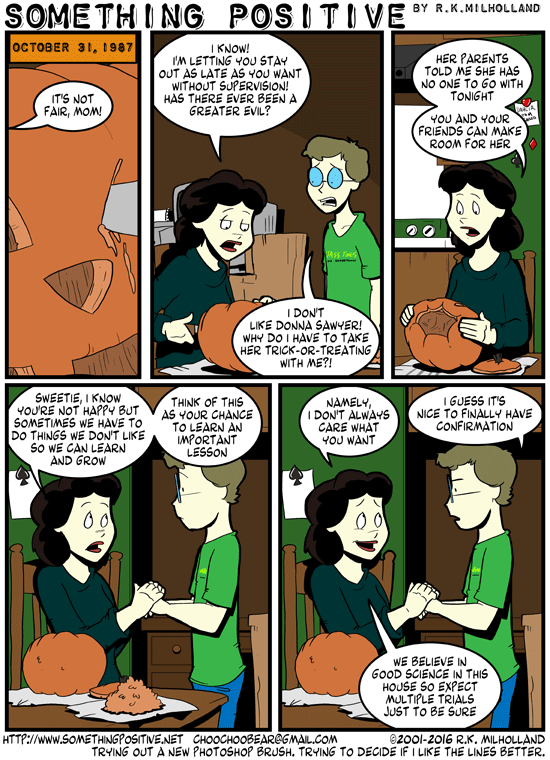 SOMETHING POSITIVE BY R.K.MILHOLLAND
OCTOBER 31, 1987
IT'S NOT
FAIR, MOM!
I KNOW!
I'M LETTING YOU STAY
OUT AS LATE AS YOU WANT
WITHOUT SUPERVISION!
HAS THERE EVER BEEN A
GREATER EVIL?
I DON'T
LIKE DONNA SAWYER!
WHY DO I HAVE TO TAKE
HER TRICK-OR-TREATING
WITH ME?!
HER PARENTS
TOLD ME SHE HAS
NO ONE TO GO WITH
TONIGHT
YOU AND YOUR
FRIENDS CAN MAKE
ROOM FOR HER
SWEETIE, I KNOW
YOU'RE NOT HAPPY BUT
SOMETIMES WE HAVE TO
DO THINGS WE DON'T LIKE
SO WE CAN LEARN
AND GROW
THINK OF THIS
AS YOUR CHANCE
TO LEARN AN
IMPORTANT
LESSON
NAMELY,
I DON'T ALWAYS
CARE WHAT
YOU WANT
I GUESS IT'S
NICE TO FINALLY HAVE
CONFIRMATION
WE BELIEVE IN
GOOD SCIENCE IN THIS
HOUSE SO EXPECT
MULTIPLE TRIALS
JUST TO BE SURE
HTTP://WWW.SOMETHINGPOSITIVE.NET CHOOCHOOBEAR@GMAIL.COM ©2001-2016 R.K. MILHOLLAND
TRYING OUT A NEW PHOTOSHOP BRUSH. TRYING TO DECIDE IF I LIKE THE LINES BETTER.